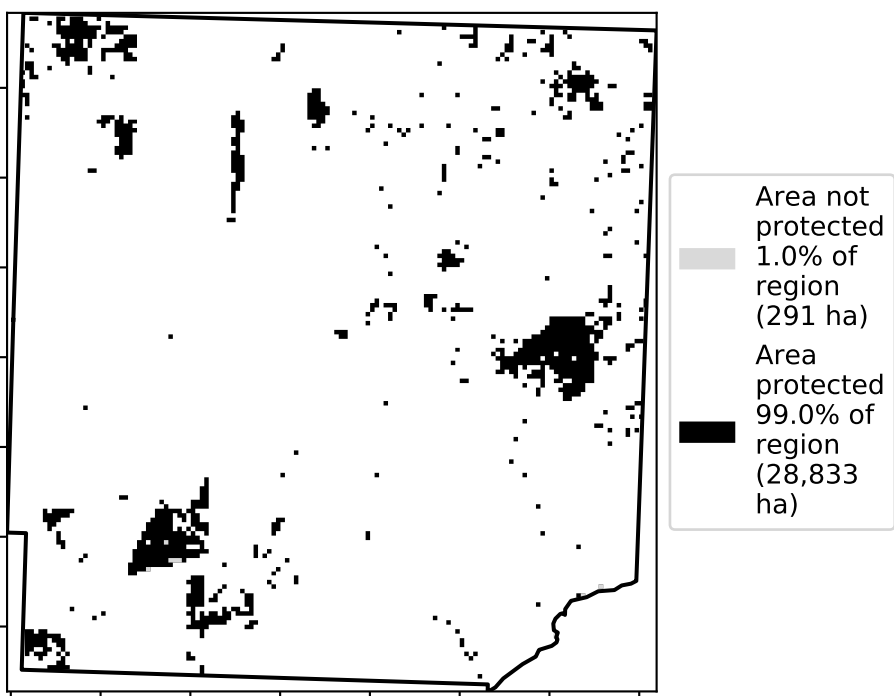 Area not
protected
1.0% of
region
(291 ha)
Area
protected
99.0% of
region
(28,833
ha)